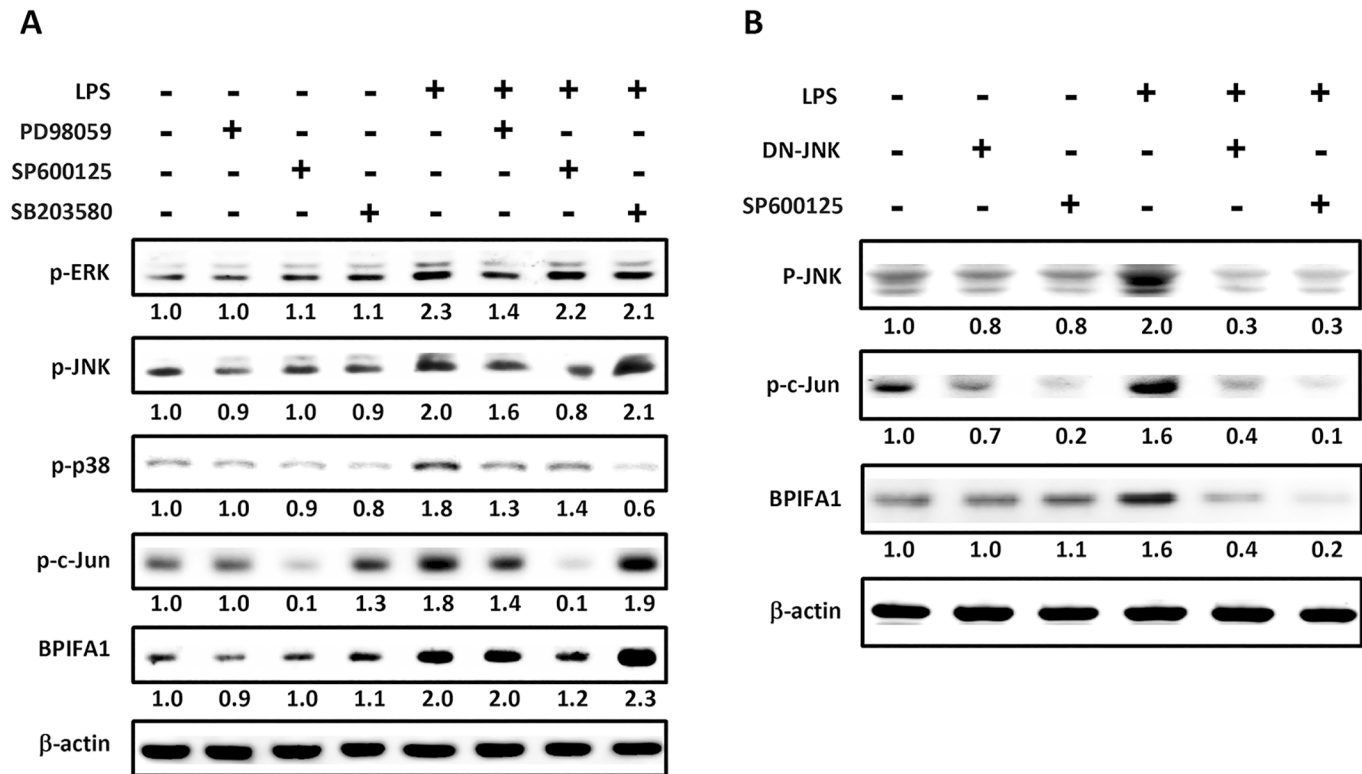 A
LPS - - - - + + + +
PD98059 - + - - - + - -
SP600125 - - + - - - + -
SB203580 - - - + - - - +
p-ERK
1.0 1.0 1.1 1.1 2.3 1.4 2.2 2.1
p-JNK
1.0 0.9 1.0 0.9 2.0 1.6 0.8 2.1
p-p38
1.0 1.0 0.9 0.8 1.8 1.3 1.4 0.6
p-c-Jun
1.0 1.0 0.1 1.3 1.8 1.4 0.1 1.9
BPIFA1
1.0 0.9 1.0 1.1 2.0 2.0 1.2 2.3
β-actin
B
LPS - - - + + +
DN-JNK - + - - + -
SP600125 - - + - - +
P-JNK
1.0 0.8 0.8 2.0 0.3 0.3
p-c-Jun
1.0 0.7 0.2 1.6 0.4 0.1
BPIFA1
1.0 1.0 1.1 1.6 0.4 0.2
β-actin